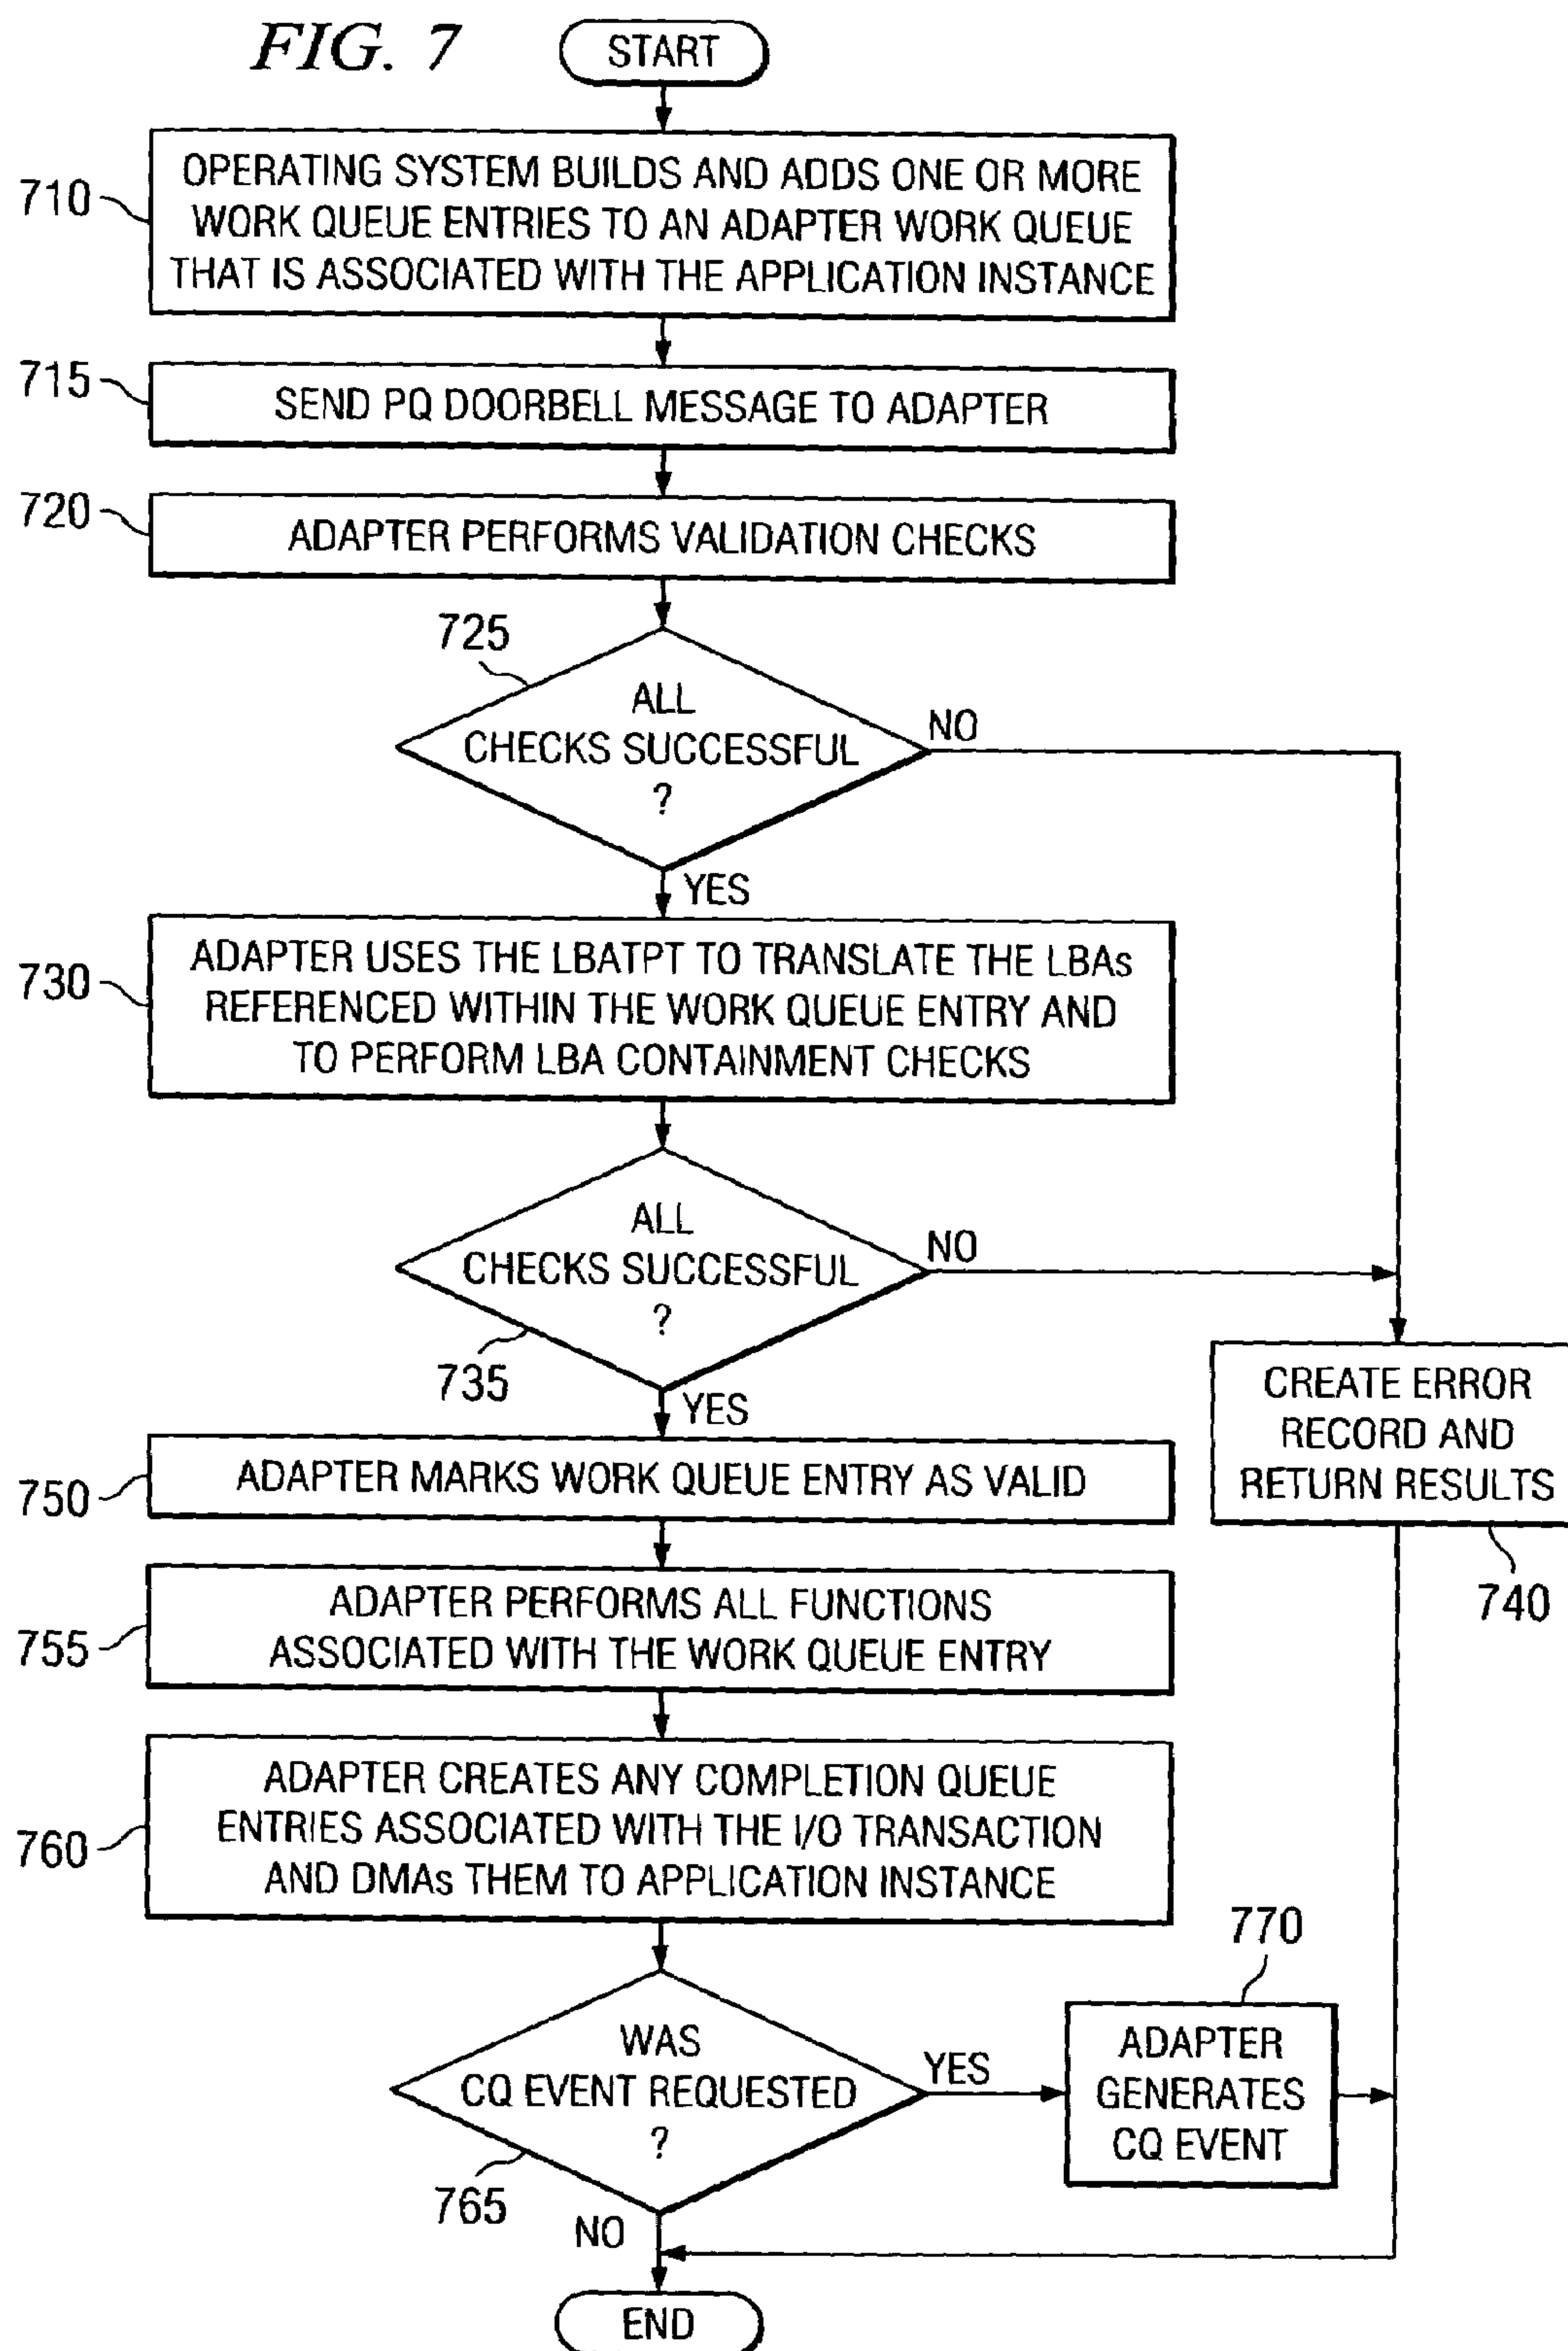 FIG. 7
START
710
OPERATING SYSTEM BUILDS AND ADDS ONE OR MORE
WORK QUEUE ENTRIES TO AN ADAPTER WORK QUEUE
THAT IS ASSOCIATED WITH THE APPLICATION INSTANCE
715
SEND PQ DOORBELL MESSAGE TO ADAPTER
720
ADAPTER PERFORMS VALIDATION CHECKS
725
ALL
CHECKS SUCCESSFUL
?
NO
YES
730
ADAPTER USES THE LBATPT TO TRANSLATE THE LBAs
REFERENCED WITHIN THE WORK QUEUE ENTRY AND
TO PERFORM LBA CONTAINMENT CHECKS
ALL
CHECKS SUCCESSFUL
?
NO
735
YES
CREATE ERROR
RECORD AND
RETURN RESULTS
740
750
ADAPTER MARKS WORK QUEUE ENTRY AS VALID
755
ADAPTER PERFORMS ALL FUNCTIONS
ASSOCIATED WITH THE WORK QUEUE ENTRY
760
ADAPTER CREATES ANY COMPLETION QUEUE
ENTRIES ASSOCIATED WITH THE I/O TRANSACTION
AND DMAs THEM TO APPLICATION INSTANCE
WAS
CQ EVENT REQUESTED
?
765
YES
770
ADAPTER
GENERATES
CQ EVENT
NO
END